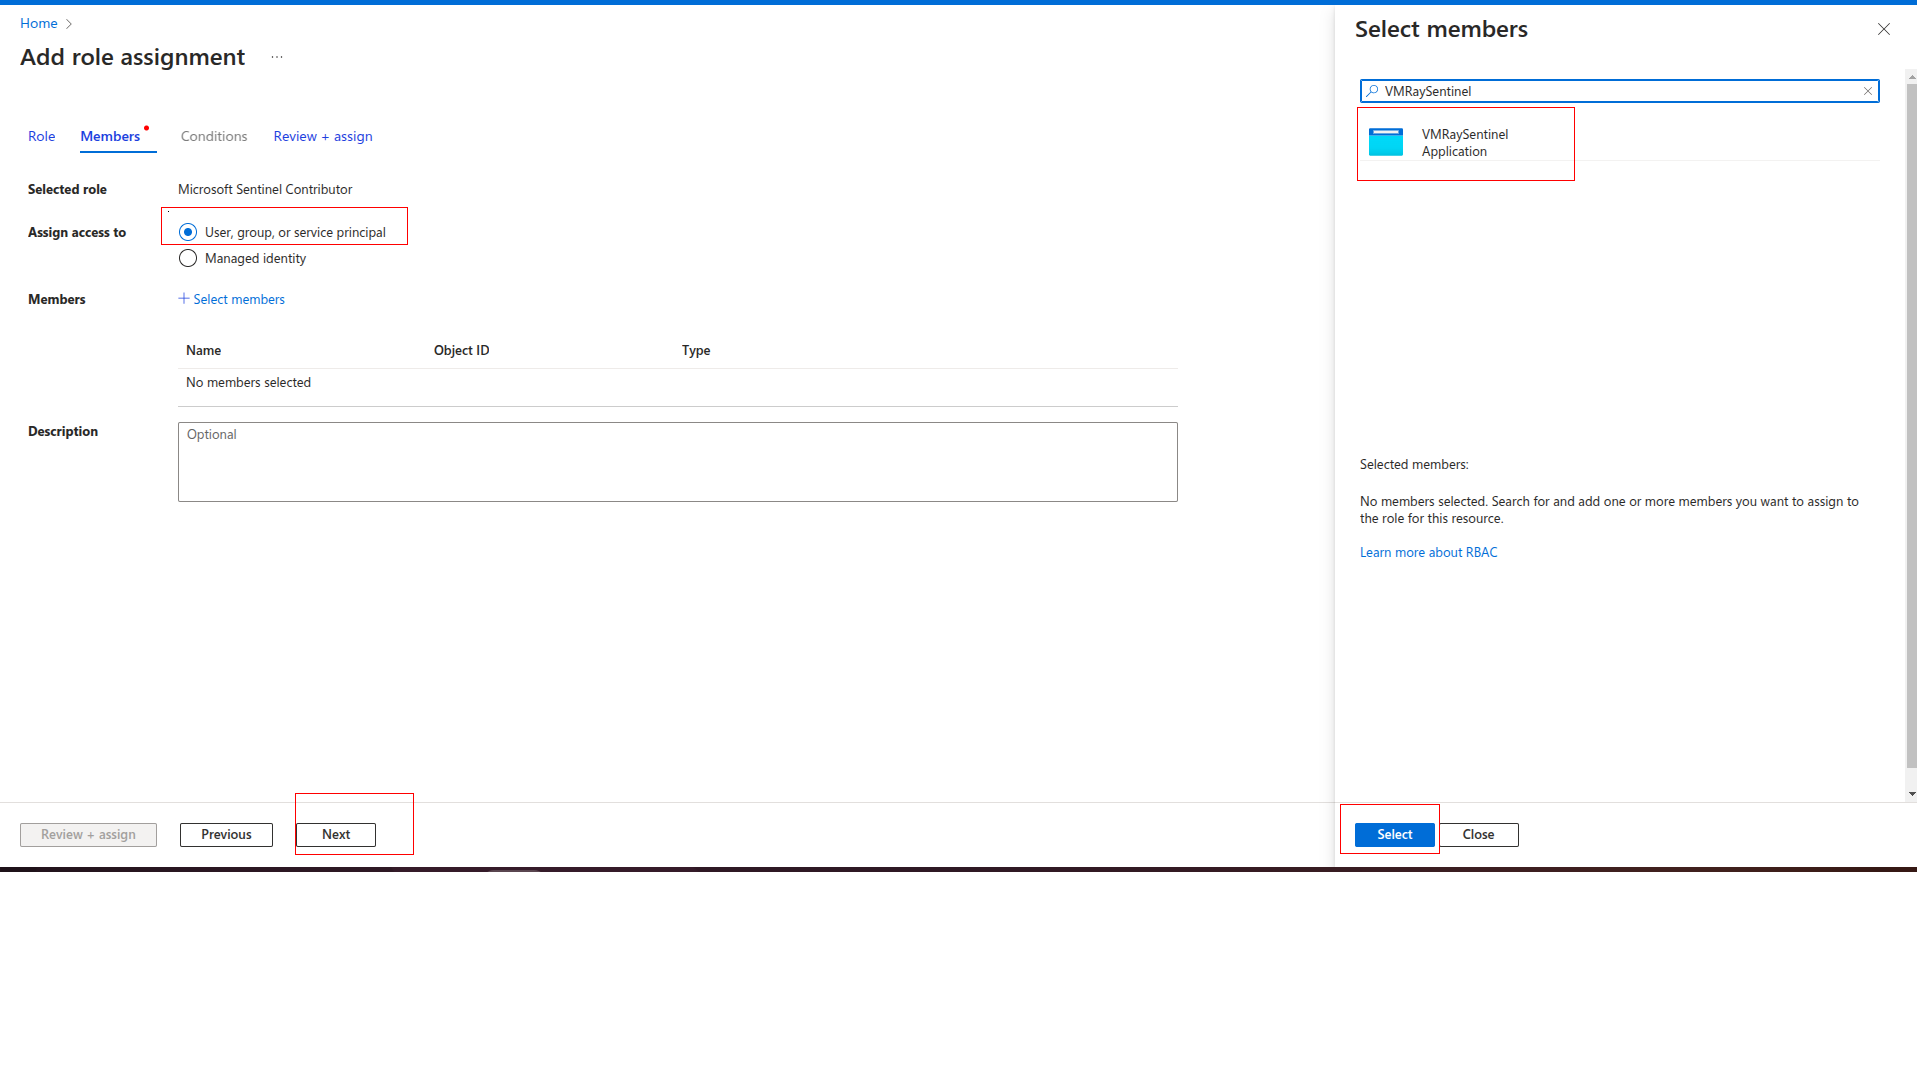 Home
Add role assignment
...
Role
Members
Conditions
Review + assign
Selected role
Microsoft Sentinel Contributor
Assign access to
User, group, or service principal
Managed identity
Members
Select members
Name
Object ID
Type
No members selected
Description
Optional
Review + assign
Previous
Next
Select members
VMRaySentinel
VMRaySentinel
Application
Selected members:
No members selected. Search for and add one or more members you want to assign to
the role for this resource.
Learn more about RBAC
Select
Close